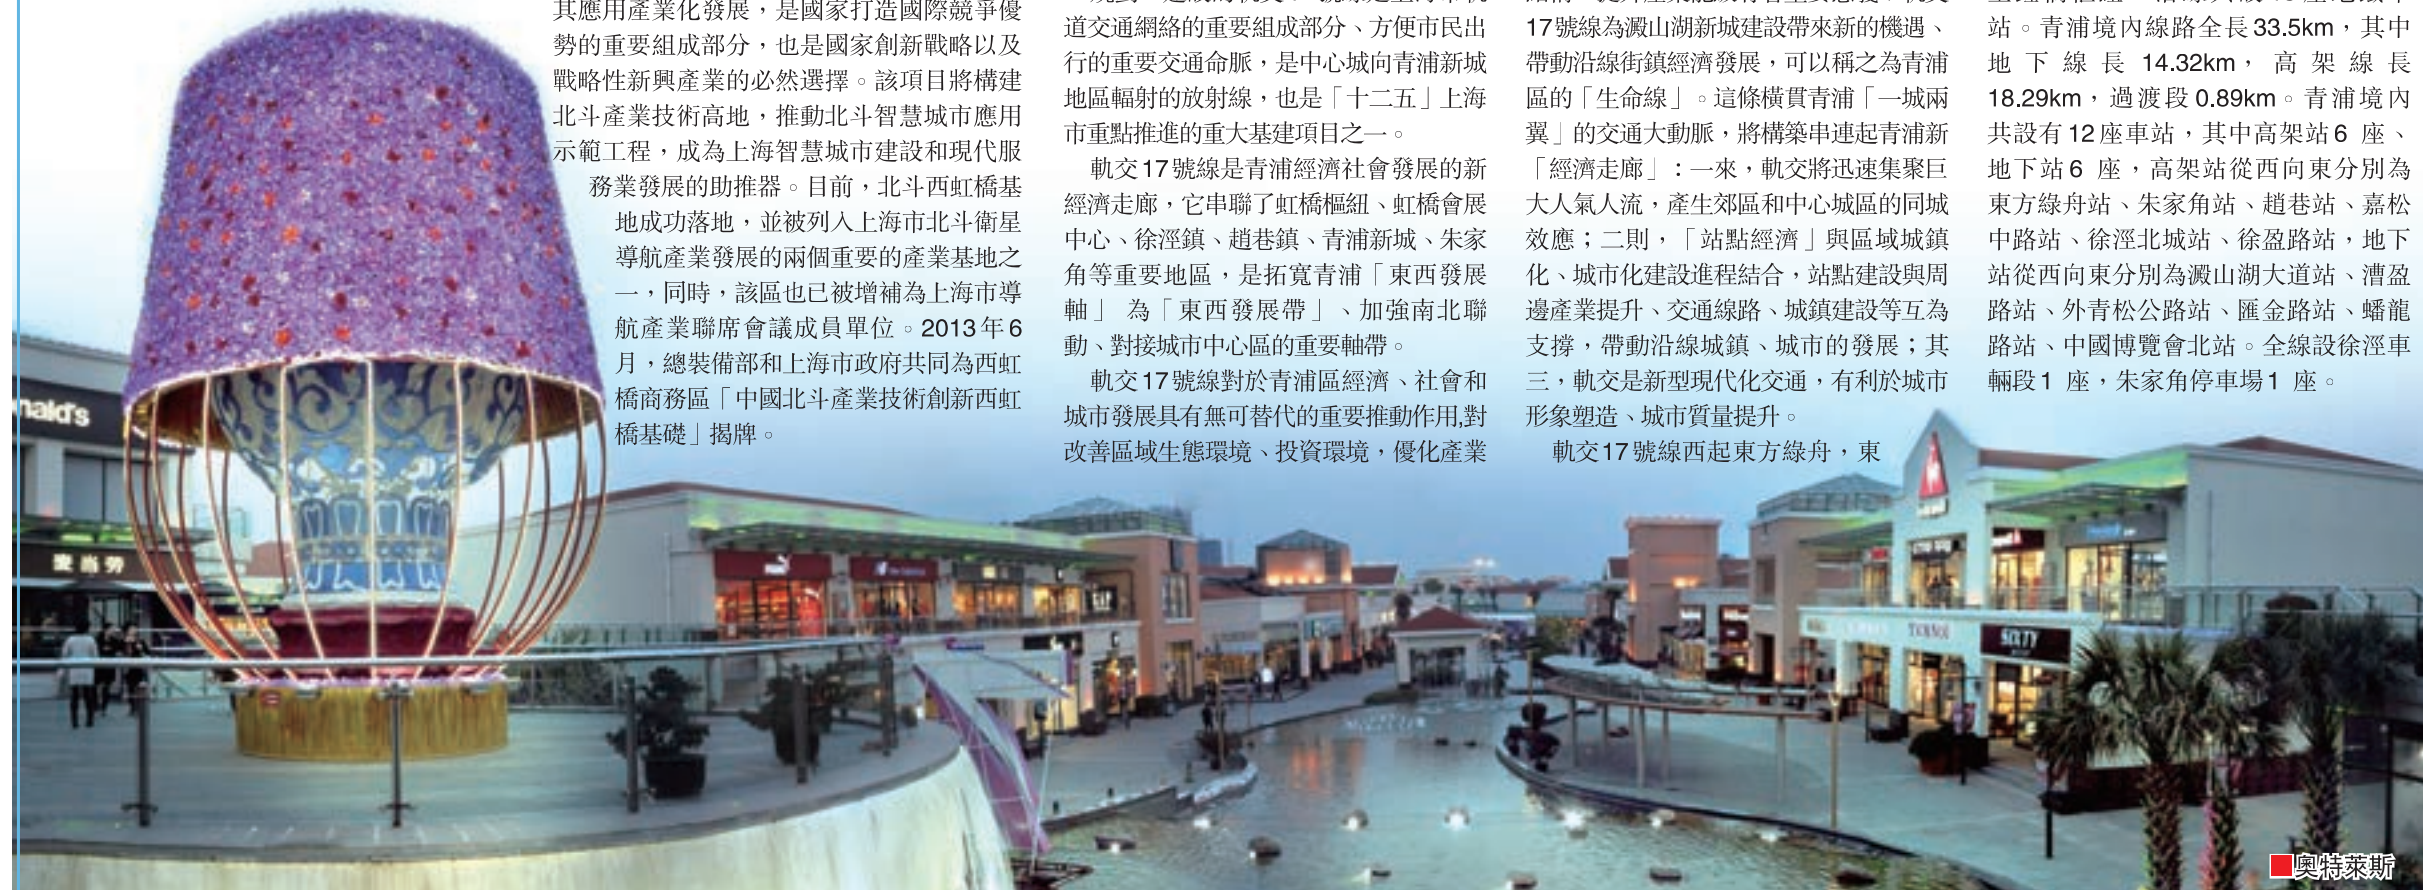 其應用產業化發展，是國家打造國際競爭優
勢的重要組成部分，也是國家創新戰略以及
戰略性新興產業的必然選擇。該項目將構建
北斗產業技術高地，推動北斗智慧城市應用
示範工程，成為上海智慧城市建設和現代服
務業發展的助推器。目前，北斗西虹橋基
地成功落地，並被列入上海市北斗衛星
導航產業發展的兩個重要的產業基地之
一，同時，該區也已被增補為上海市導
航產業聯席會議成員單位。2013年6
月，總裝備部和上海市政府共同為西虹
橋商務區「中國北斗產業技術創新西虹
橋基礎」揭牌。
道交通網絡的重要組成部分、方便市民出
行的重要交通命脈，是中心城向青浦新城
地區輻射的放射線，也是「十二五」上海
市重點推進的重大基建項目之一。
軌交17號線是青浦經濟社會發展的新
經濟走廊，它串聯了虹橋樞紐、虹橋會展
中心、徐涇鎮、趙巷鎮、青浦新城、朱家
角等重要地區，是拓寬青浦「東西發展
軸」 為「東西發展帶」、加強南北聯
動、對接城市中心區的重要軸帶。
軌交17號線對於青浦區經濟、社會和
城市發展具有無可替代的重要推動作用,對
改善區域生態環境、投資環境，優化產業
17號線為澱山湖新城建設帶來新的機遇、
帶動沿線街鎮經濟發展，可以稱之為青浦
區的「生命線」。這條橫貫青浦「一城兩
翼」的交通大動脈，將構築串連起青浦新
「經濟走廊」：一來，軌交將迅速集聚巨
大人氣人流，產生郊區和中心城區的同城
效應；二則，「站點經濟」與區域城鎮
化、城市化建設進程結合，站點建設與周
邊產業提升、交通線路、城鎮建設等互為
支撐，帶動沿線城鎮、城市的發展；其
三，軌交是新型現代化交通，有利於城市
形象塑造、城市質量提升。
軌交17號線西起東方綠舟，東
站。青浦境內線路全長33.5km，其中
地下線長 14.32km，高架線長
18.29km，過渡段0.89km。青浦境內
共設有12座車站，其中高架站6 座、
地下站6 座，高架站從西向東分別為
東方綠舟站、朱家角站、趙巷站、嘉松
中路站、徐涇北城站、徐盈路站，地下
站從西向東分別為澱山湖大道站、漕盈
路站、外青松公路站、匯金路站、蟠龍
路站、中國博覽會北站。全線設徐涇車
輛段1 座，朱家角停車場1 座。
nald's
麥當勞
SIXTY
■奧特萊斯